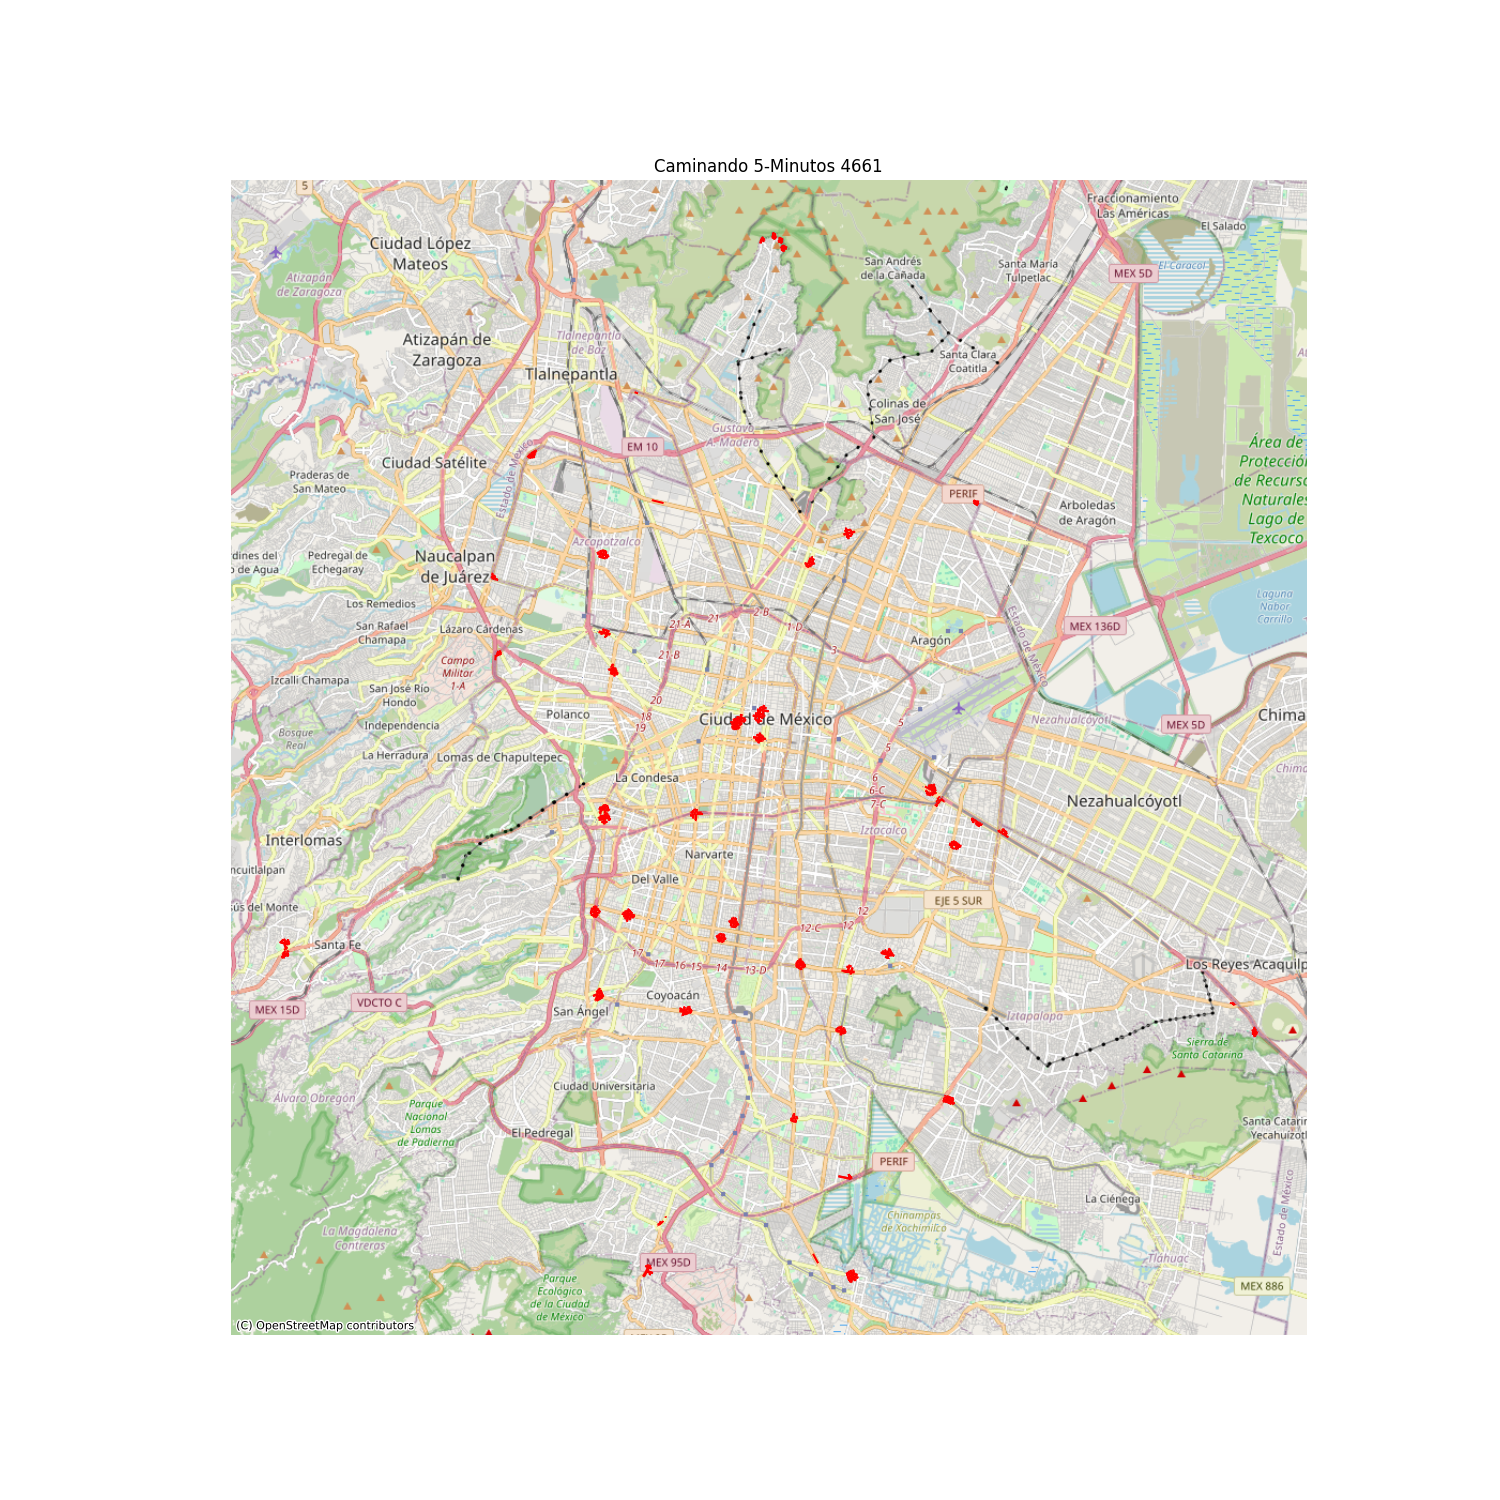 Caminando 5-Minutos 4661
5
Fraccionamiento
Las Américas
El Salado
Ciudad López
Mateos
San Andrés
de la Cañada
Santa María
Tulpetlac
MEX 5D
El Caracol
Atizapán
de Zaragoza
Tlalnepantla
de Baz
Atizapán de
Zaragoza
Santa Clara
Coatitla
Tlalnepantla
Colinas de
San José
Gustavo
A. Madero
EM 10
Estado de México
Ciudad Satélite
Área de
Protección
de Recurso
Naturales
Lago de
Texcoco
Praderas de
San Mateo
PERIF
Arboledas
de Aragón
Azcapotzalco
rdines del
o de Agua
Pedregal de
Echegaray
Naucalpan
de Juárez
Los Remedios
Laguna
Nabor
Carrillo
San Rafael
Chamapa
Lázaro Cárdenas
21-A
21
2-B
1-D
3
Aragón
MEX 136D
Estado de México
Campo
Militar
1-A
21-B
Izcalli Chamapa
San José Río
Hondo
20
18
19
Polanco
Independencia
Ciudad de México
5
Nezahualcóyotl
MEX 5D
Chima
Bosque
Real
La Herradura
Lomas de Chapultepec
5
La Condesa
6
6-C
7-C
Chima
Nezahualcóyotl
Interlomas
Iztacalco
Narvarte
ncuitlalpan
Del Valle
sús del Monte
EJE 5 SUR
12
12-C
12
Santa Fe
17
17
16
15
14
13-D
Los Reyes Acaquilp
VDCTO C
MEX 15D
Coyoacán
San Ángel
Iztapalapa
Sierra de
Santa Catarina
Ciudad Universitaria
Álvaro Obregón
Parque
Nacional
Lomas
de Padierna
El Pedregal
Santa Catarin
Yecahuizotl
PERIF
La Ciénega
Estado de México
Chinampas
de Xochimilco
La Magdalena
Contreras
Tláhuac
MEX 95D
MEX 886
Parque
Ecológico
de la Ciudad
de México
(C) OpenStreetMap contributors